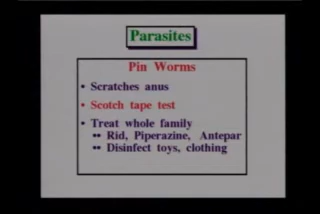 Parasites
Pin Worms
• Scratches anus
• Scotch tape test
• Treat whole family
•• Rid, Piperazine, Antepar
•• Disinfect toys, clothing